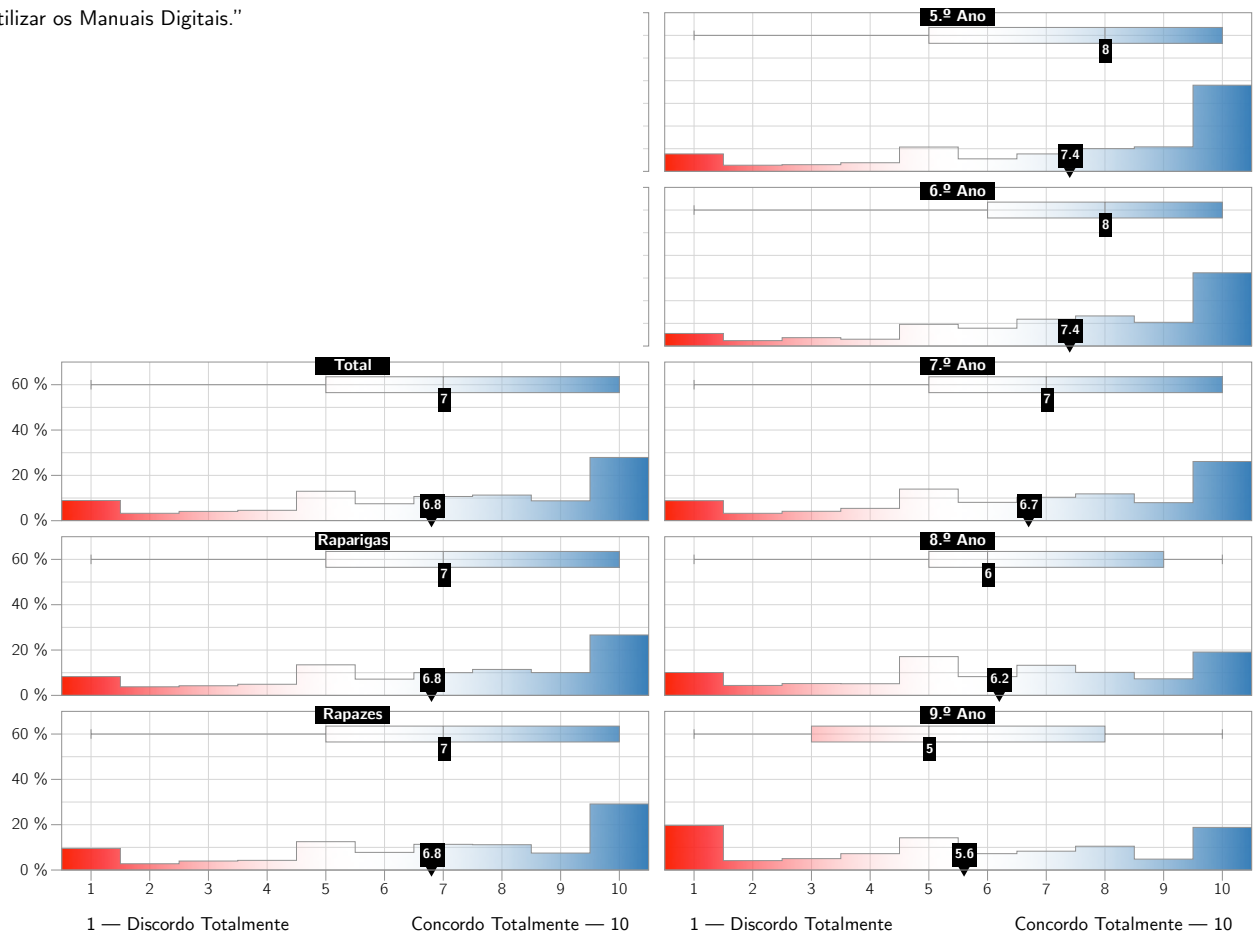 tilizar os Manuais Digitais.”
5.º Ano
8
7.4
6.º Ano
8
7.4
Total
60 %
7
40 %
20 %
6.8
0 %
7.º Ano
7
6.7
Raparigas
60 %
7
40 %
20 %
6.8
0 %
8.º Ano
6
6.2
Rapazes
60 %
7
40 %
20 %
6.8
0 %
1 2 3 4 5 6 7 8 9 10
1 — Discordo Totalmente Concordo Totalmente — 10
9.º Ano
5
5.6
1 2 3 4 5 6 7 8 9 10
1 — Discordo Totalmente Concordo Totalmente — 10